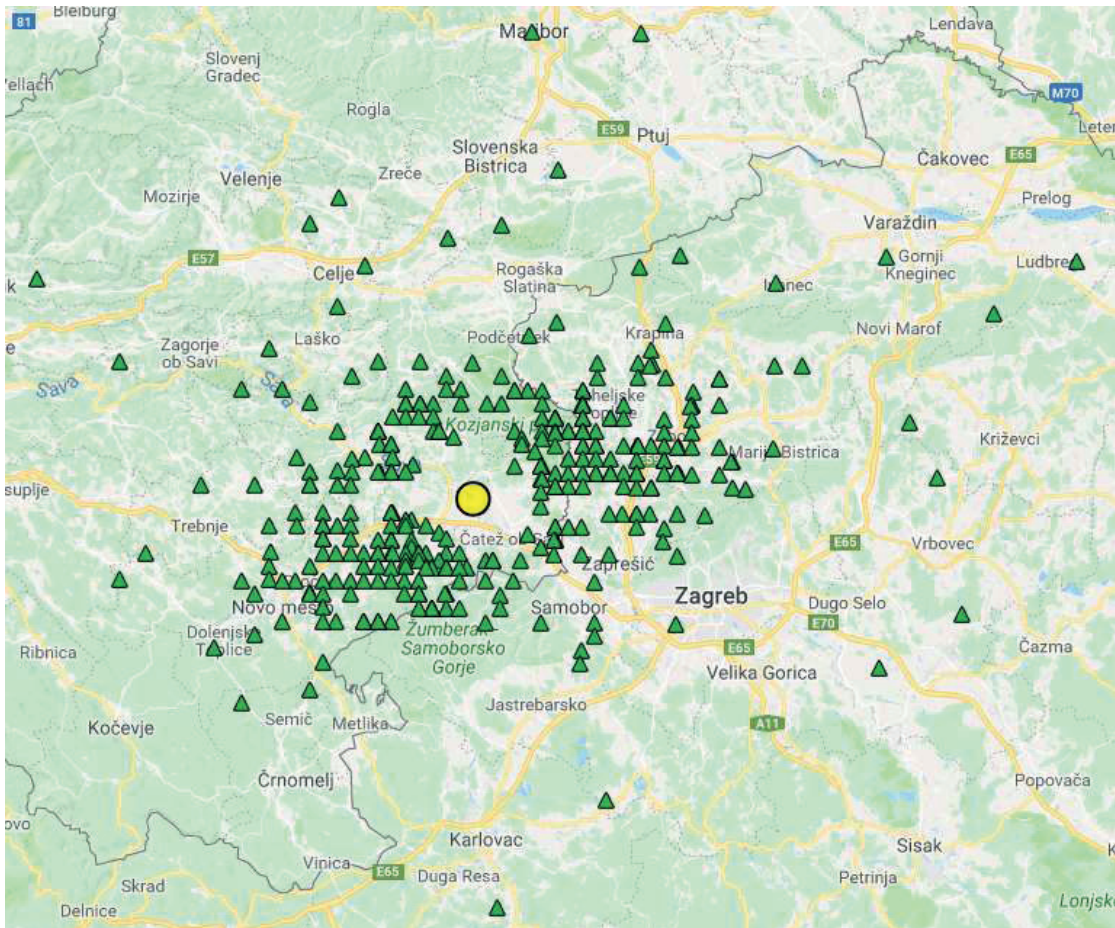 Bleiburg
81
Maribor
Lendava
Slovenj
Gradec
M70
Rogla
E59
Ptuj
Slovenska
Bistrica
Čakovec
E65
Velenje
Zreče
Mozirje
Prelog
Varaždin
E57
Celje
Rogaška
Slatina
Gornji
Kneginec
Ludbreg
Novi Marof
Krapina
Laško
Podčetrtek
Zagorje
ob Savi
Sava
Sava
Kozjanski
Križevci
E59
Marija Bistrica
Trebnje
Čatež ob
E65
Vrbovec
Zaprešić
Zagreb
Novo mesto
Samobor
Dugo Selo
E70
Žumberak
Samoborsko
Gorje
Dolenjske
Toplice
E65
Ribnica
Čazma
Velika Gorica
Jastrebarsko
Semič
Metlika
A11
Kočevje
Črnomelj
Popovača
Karlovac
Sisak
Vinica
E65
Duga Resa
Petrinja
Skrad
Delnice
Lonjsko